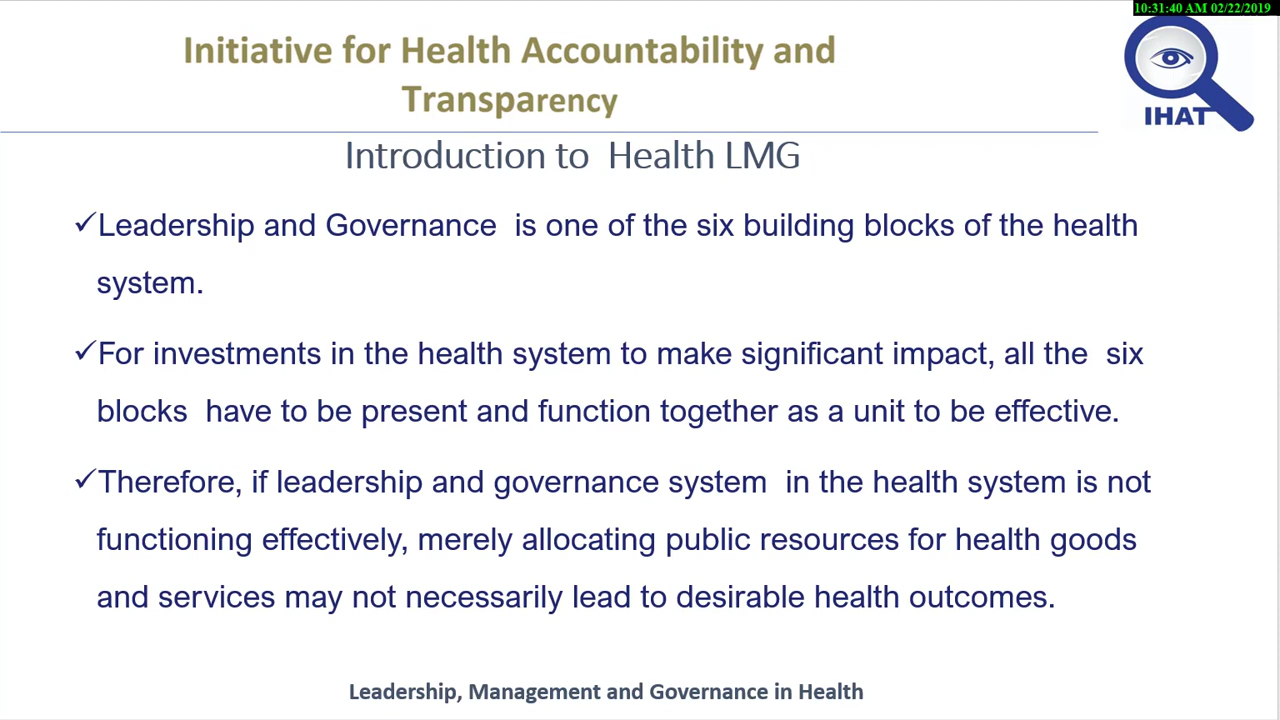 10:31:40 AM 02/22/2019
Initiative for Health Accountability and
Transparency
IHAT
Introduction to Health LMG
✓Leadership and Governance is one of the six building blocks of the health
system.
✓For investments in the health system to make significant impact, all the six
blocks have to be present and function together as a unit to be effective.
✓Therefore, if leadership and governance system in the health system is not
functioning effectively, merely allocating public resources for health goods
and services may not necessarily lead to desirable health outcomes.
Leadership, Management and Governance in Health